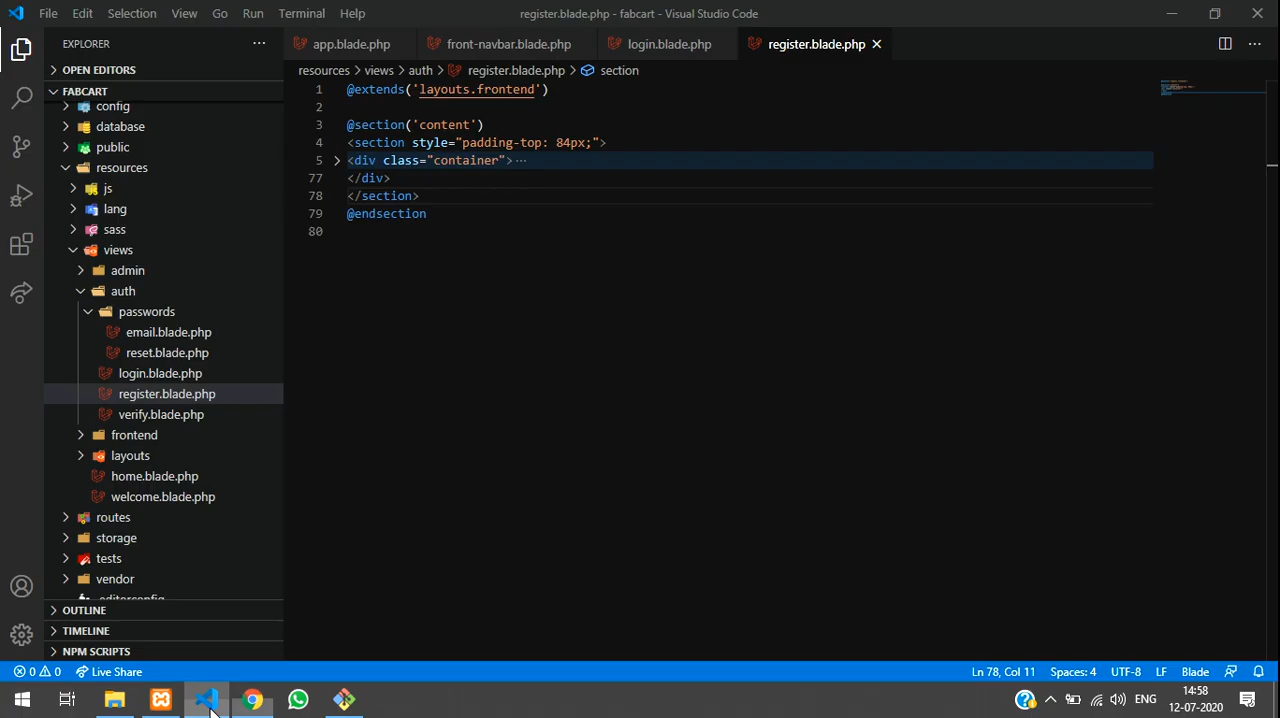 File Edit Selection View Go Run Terminal Help register.blade.php - fabcart - Visual Studio Code
EXPLORER
app.blade.php front-navbar.blade.php login.blade.php register.blade.php
OPEN EDITORS
resources > views > auth > register.blade.php > section
FABCART
config
database
public
resources
js
lang
sass
views
admin
auth
passwords
email.blade.php
reset.blade.php
login.blade.php
register.blade.php
verify.blade.php
frontend
layouts
home.blade.php
welcome.blade.php
routes
storage
tests
vendor
.editorconfig
OUTLINE
TIMELINE
NPM SCRIPTS
1 @extends('layouts.frontend')
2
3 @section('content')
4 <section style="padding-top: 84px;">
5 <div class="container"> ···
77 </div>
78 </section>
79 @endsection
80
0 0 Live Share Ln 78, Col 11 Spaces: 4 UTF-8 LF Blade
ENG
14:58
12-07-2020